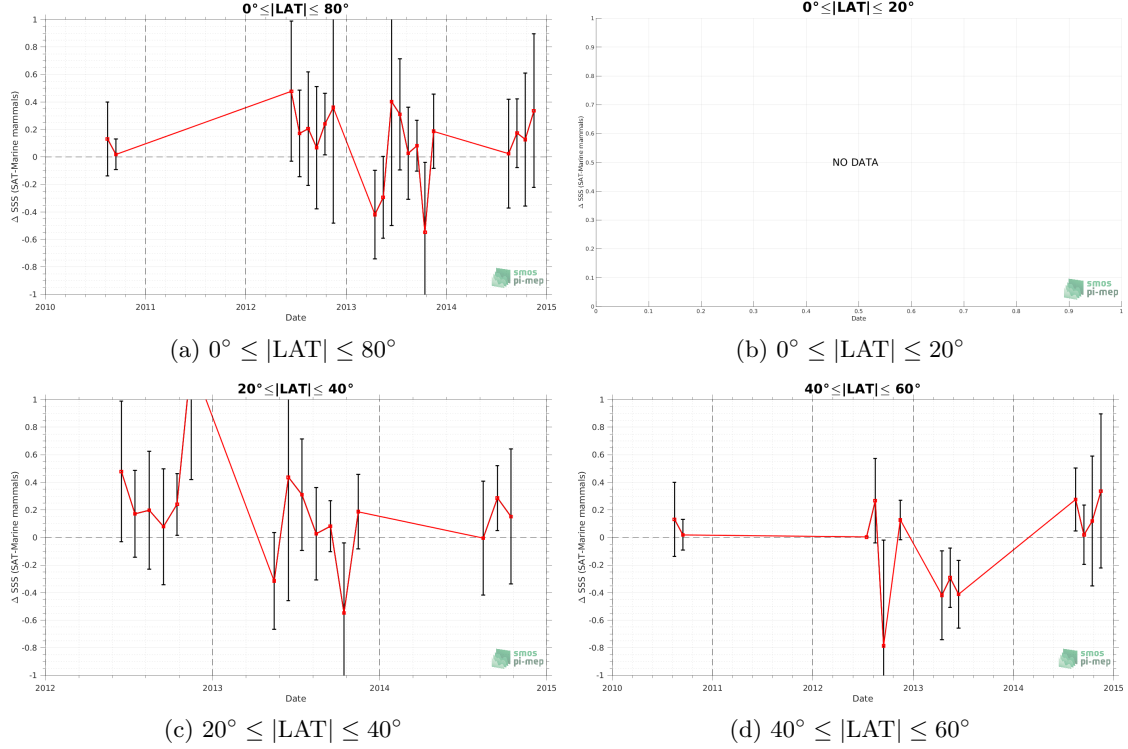 0°≤|LAT|≤ 80°
1
0.8
0.6
0.4
0.2
0
-0.2
-0.4
-0.6
-0.8
-1
Δ SSS (SAT-Marine mammals)
2010
2011
2012
2013
2014
2015
Date
smos
pi-mep
(a) 0° ≤ |LAT| ≤ 80°
0°≤|LAT|≤ 20°
1
0.9
0.8
0.7
0.6
0.5
0.4
0.3
0.2
0.1
0
Δ SSS (SAT-Marine mammals)
NO DATA
0
0.1
0.2
0.3
0.4
0.5
0.6
0.7
0.8
0.9
1
Date
smos
pi-mep
(b) 0° ≤ |LAT| ≤ 20°
20°≤|LAT|≤ 40°
1
0.8
0.6
0.4
0.2
0
-0.2
-0.4
-0.6
-0.8
-1
Δ SSS (SAT-Marine mammals)
2012
2013
2014
2015
Date
smos
pi-mep
(c) 20° ≤ |LAT| ≤ 40°
40°≤|LAT|≤ 60°
1
0.8
0.6
0.4
0.2
0
-0.2
-0.4
-0.6
-0.8
-1
Δ SSS (SAT-Marine mammals)
2010
2011
2012
2013
2014
2015
Date
smos
pi-mep
(d) 40° ≤ |LAT| ≤ 60°